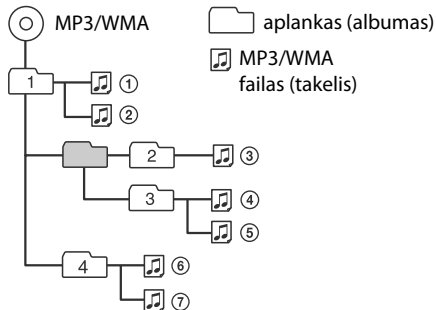 MP3/WMA
aplankas (albumas)
MP3/WMA
failas (takelis)
1
①
②
2
③
3
④
⑤
4
⑥
⑦